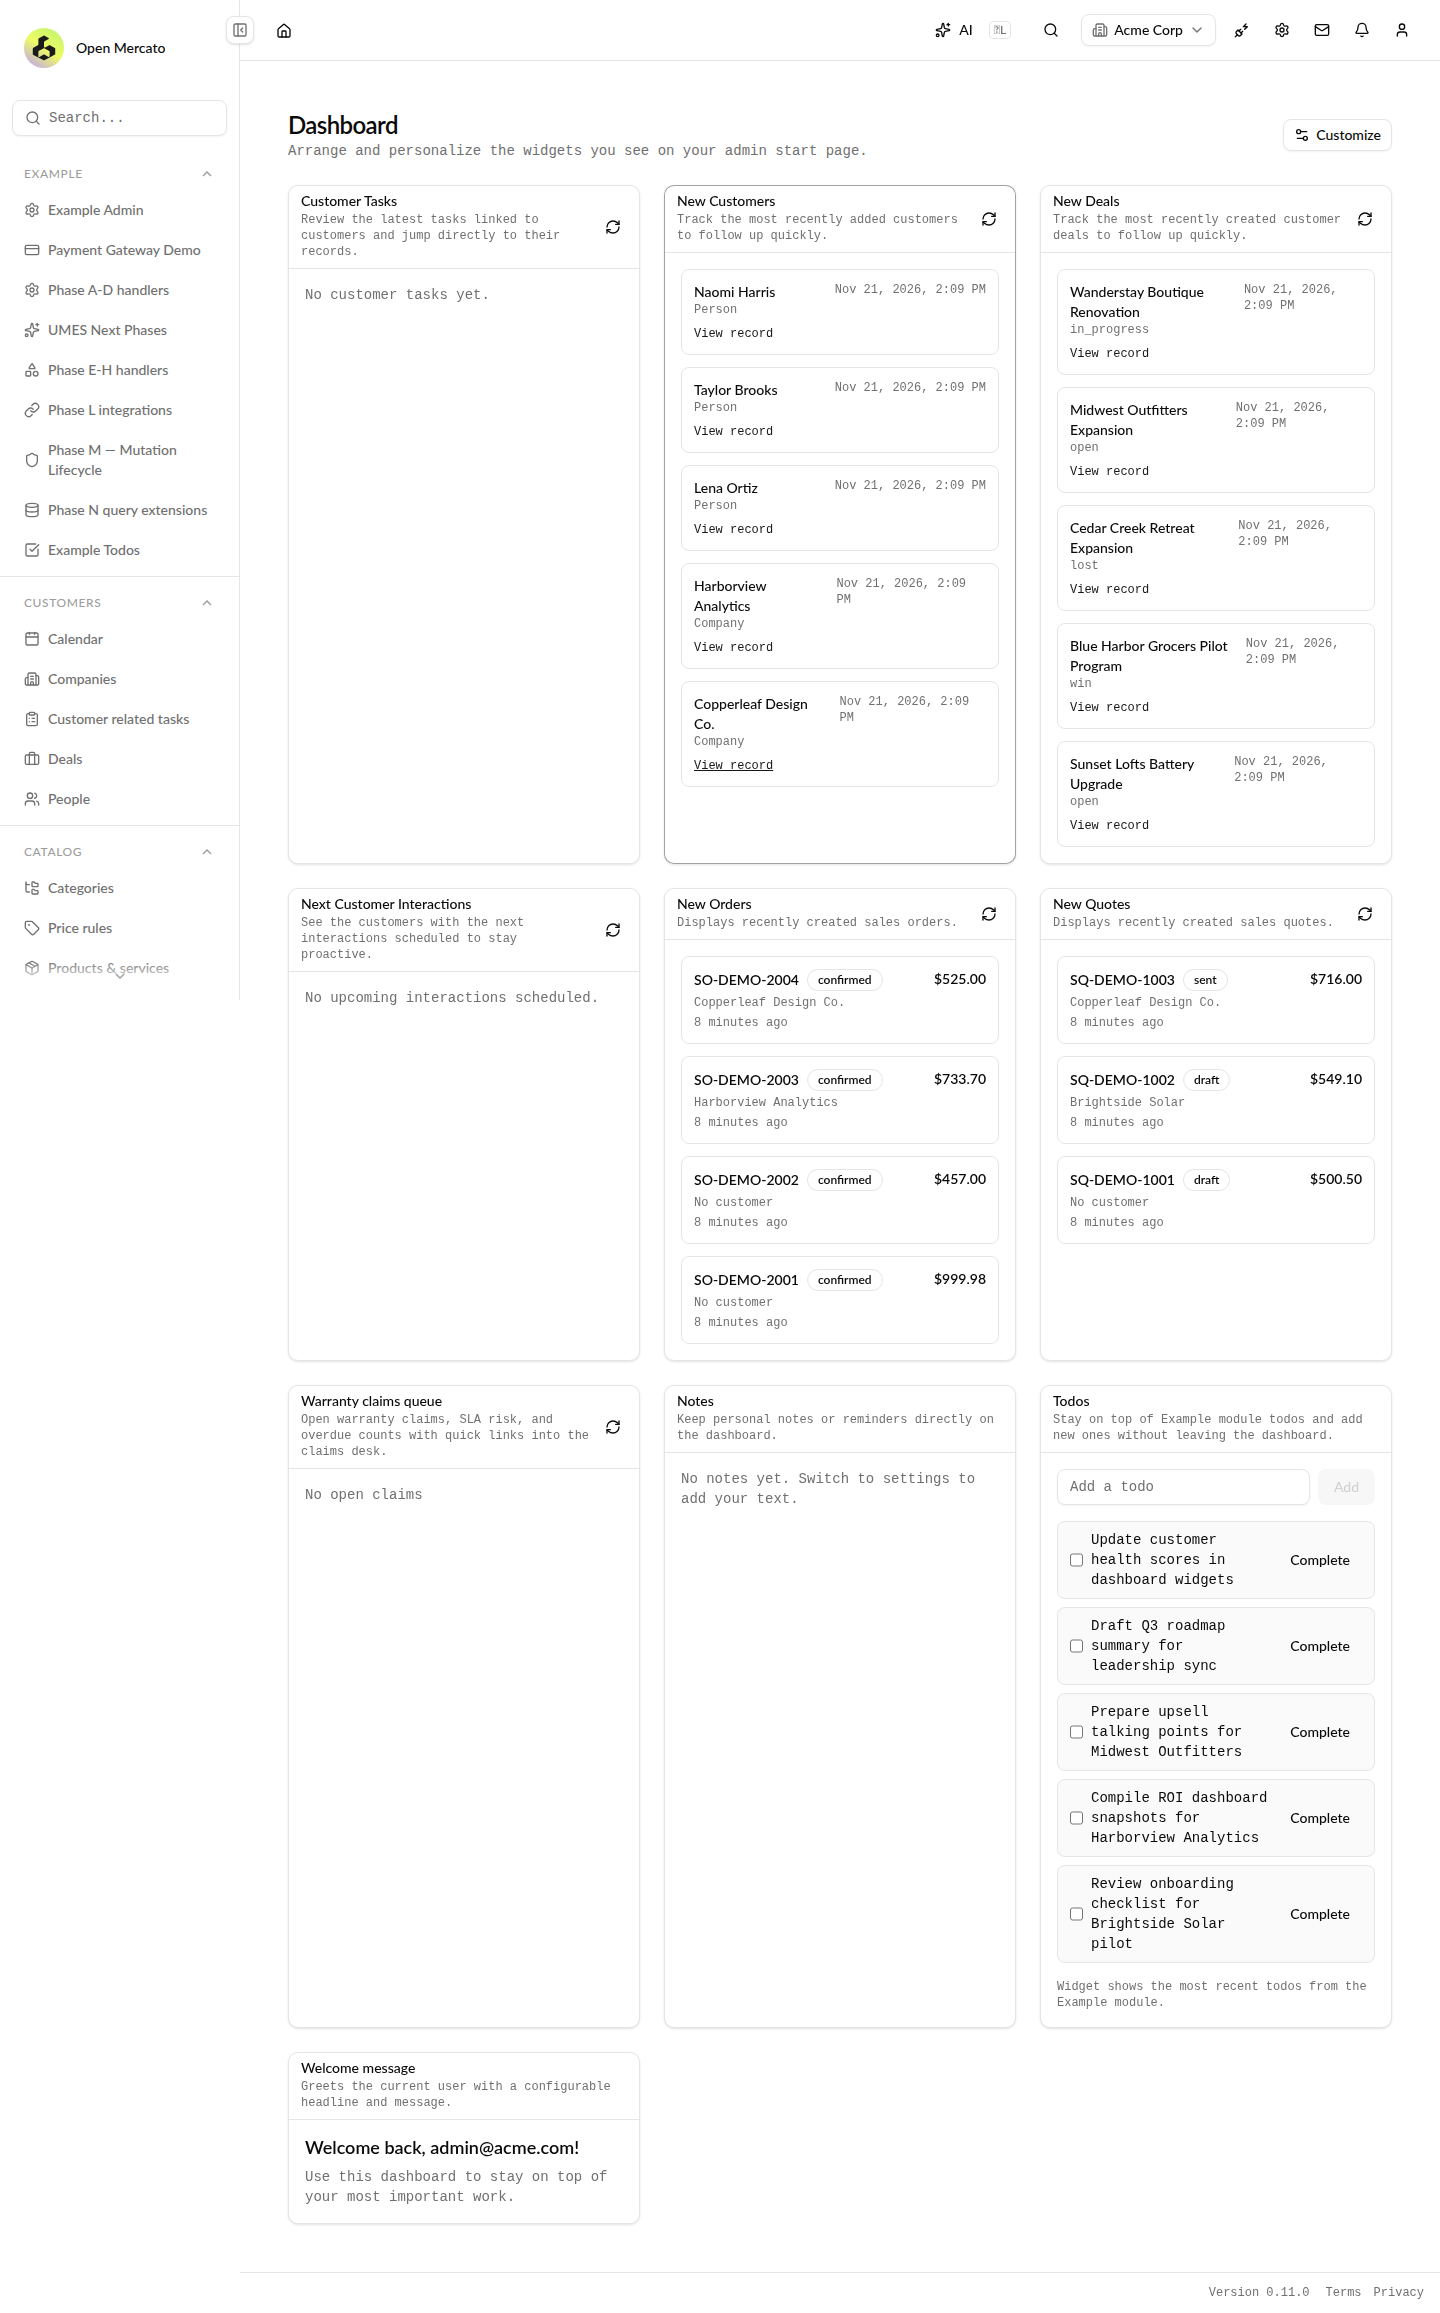 Open Mercato
Search...
EXAMPLE
Example Admin
Payment Gateway Demo
Phase A-D handlers
UMES Next Phases
Phase E-H handlers
Phase L integrations
Phase M — Mutation
Lifecycle
Phase N query extensions
Example Todos
CUSTOMERS
Calendar
Companies
Customer related tasks
Deals
People
CATALOG
Categories
Price rules
Products & services
AI
L
Acme Corp
Dashboard
Arrange and personalize the widgets you see on your admin start page.
Customize
Customer Tasks
Review the latest tasks linked to
customers and jump directly to their
records.
No customer tasks yet.
New Customers
Track the most recently added customers
to follow up quickly.
Naomi Harris
Nov 21, 2026, 2:09 PM
Person
View record
Taylor Brooks
Nov 21, 2026, 2:09 PM
Person
View record
Lena Ortiz
Nov 21, 2026, 2:09 PM
Person
View record
Harborview
Analytics
Nov 21, 2026, 2:09
PM
Company
View record
Copperleaf Design
Co.
Nov 21, 2026, 2:09
PM
Company
View record
New Deals
Track the most recently created customer
deals to follow up quickly.
Wanderstay Boutique
Renovation
Nov 21, 2026,
2:09 PM
in_progress
View record
Midwest Outfitters
Expansion
Nov 21, 2026,
2:09 PM
open
View record
Cedar Creek Retreat
Expansion
Nov 21, 2026,
2:09 PM
lost
View record
Blue Harbor Grocers Pilot
Program
Nov 21, 2026,
2:09 PM
win
View record
Sunset Lofts Battery
Upgrade
Nov 21, 2026,
2:09 PM
open
View record
Next Customer Interactions
See the customers with the next
interactions scheduled to stay
proactive.
No upcoming interactions scheduled.
New Orders
Displays recently created sales orders.
SO-DEMO-2004 confirmed $525.00
Copperleaf Design Co.
8 minutes ago
SO-DEMO-2003 confirmed $733.70
Harborview Analytics
8 minutes ago
SO-DEMO-2002 confirmed $457.00
No customer
8 minutes ago
SO-DEMO-2001 confirmed $999.98
No customer
8 minutes ago
New Quotes
Displays recently created sales quotes.
SQ-DEMO-1003 sent $716.00
Copperleaf Design Co.
8 minutes ago
SQ-DEMO-1002 draft $549.10
Brightside Solar
8 minutes ago
SQ-DEMO-1001 draft $500.50
No customer
8 minutes ago
Warranty claims queue
Open warranty claims, SLA risk, and
overdue counts with quick links into the
claims desk.
No open claims
Notes
Keep personal notes or reminders directly on
the dashboard.
No notes yet. Switch to settings to
add your text.
Todos
Stay on top of Example module todos and add
new ones without leaving the dashboard.
Add a todo
Add
Update customer
health scores in
dashboard widgets
Complete
Draft Q3 roadmap
summary for
leadership sync
Complete
Prepare upsell
talking points for
Midwest Outfitters
Complete
Compile ROI dashboard
snapshots for
Harborview Analytics
Complete
Review onboarding
checklist for
Brightside Solar
pilot
Complete
Widget shows the most recent todos from the
Example module.
Welcome message
Greets the current user with a configurable
headline and message.
Welcome back, admin@acme.com!
Use this dashboard to stay on top of
your most important work.
Version 0.11.0 Terms Privacy